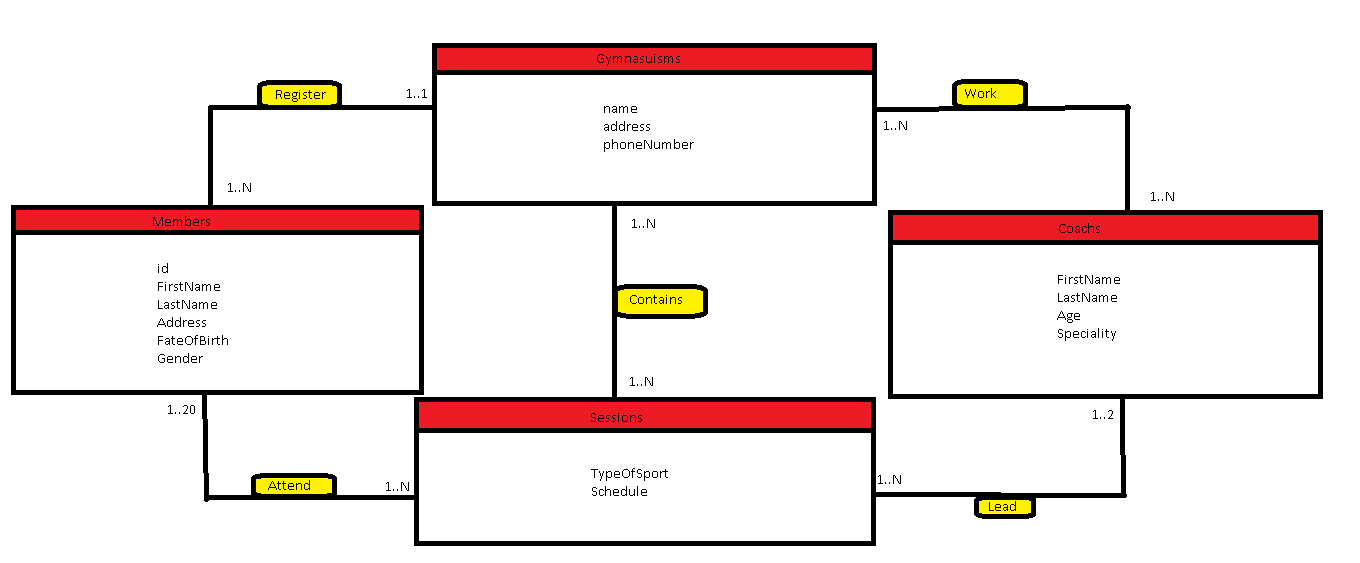 Gymnasuisms
name
address
phoneNumber
Register
1..1
1..N
Work
1..N
1..N
Members
id
FirstName
LastName
Address
FateOfBirth
Gender
Coachs
FirstName
LastName
Age
Speciality
1..N
Contains
1..N
Sessions
TypeOfSport
Schedule
1..20
Attend
1..N
1..2
1..N
Lead